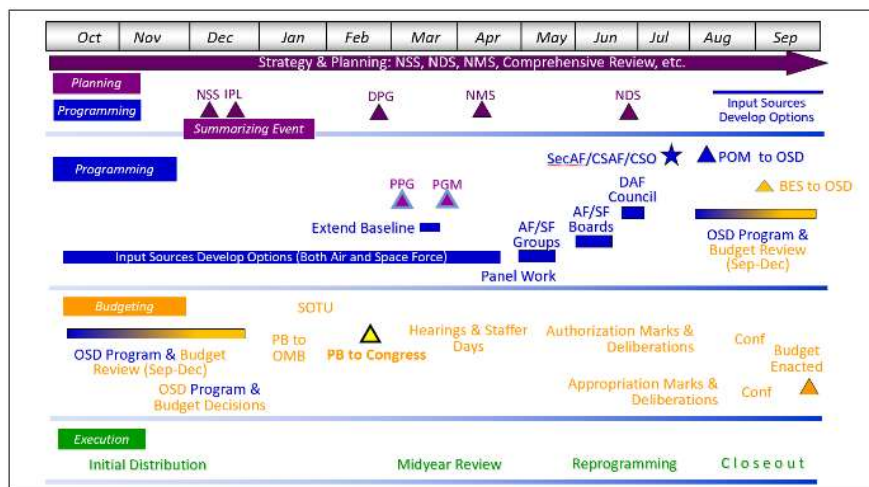 Oct Nov Dec Jan Feb Mar Apr May Jun Jul Aug Sep
Strategy & Planning: NSS, NDS, NMS, Comprehensive Review, etc.
Planning
Programming
NSS IPL
DPG
NMS
NDS
Input Sources
Develop Options
Summarizing Event
Programming
SecAF/CSAF/CSO
POM to OSD
PPG
PGM
DAF
Council
BES to OSD
Extend Baseline
AF/SF
Groups
AF/SF
Boards
OSD Program &
Budget Review
(Sep-Dec)
Input Sources Develop Options (Both Air and Space Force)
Panel Work
Budgeting
SOTU
OSD Program & Budget
Review (Sep-Dec)
PB to
OMB
PB to Congress
Hearings & Staffer
Days
Authorization Marks &
Deliberations
Conf
Budget
Enacted
OSD Program &
Budget Decisions
Appropriation Marks &
Deliberations
Conf
Execution
Initial Distribution
Midyear Review
Reprogramming
Closeout